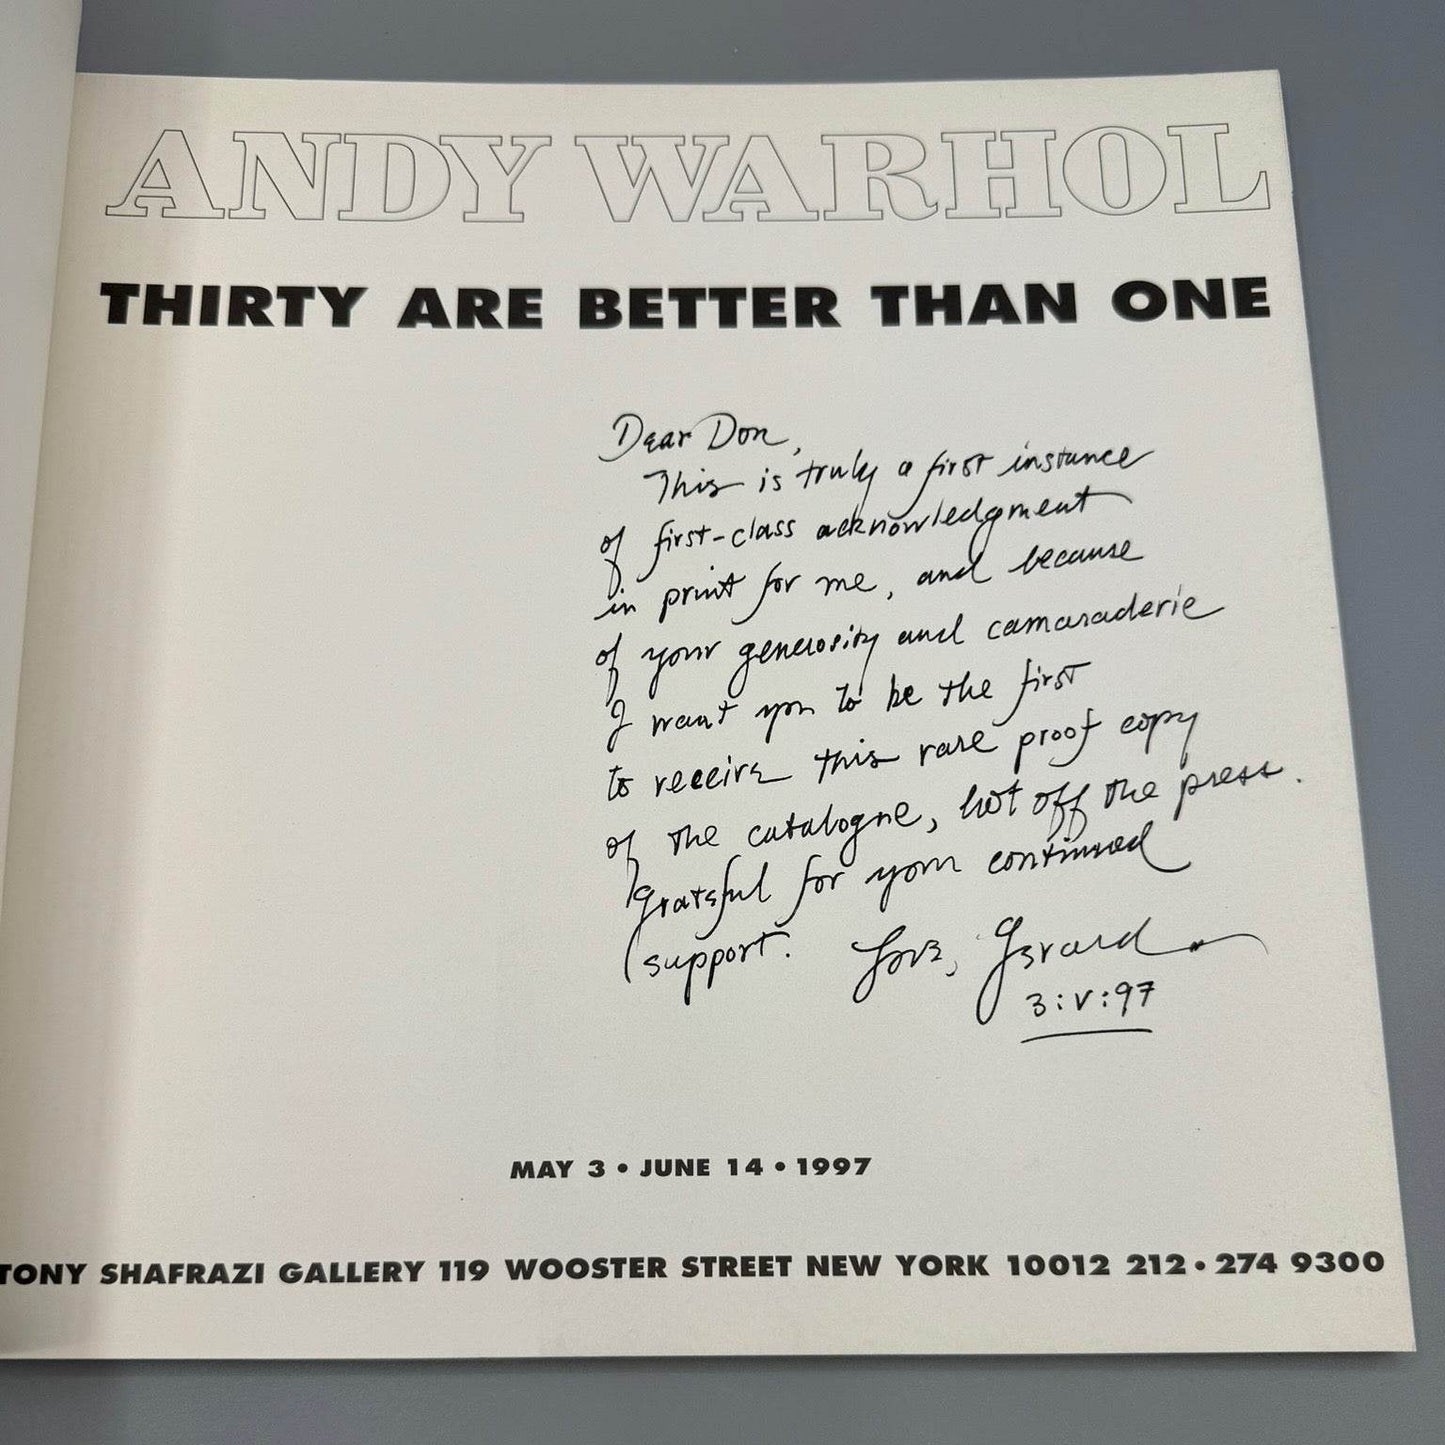 ANDY WARHOL
THIRTY ARE BETTER THAN ONE
Dear Don,
This is truly a first instance
of first-class acknowledgment
in print for me, and because
of your generosity and camaraderie
I want you to be the first
to receive this rare proof copy
of the catalogne, hot off the press.
Grateful for your continued
support. Love, Gerard
3:V:97
MAY 3 • JUNE 14 • 1997
TONY SHAFRAZI GALLERY 119 WOOSTER STREET NEW YORK 10012 212 • 274 9300